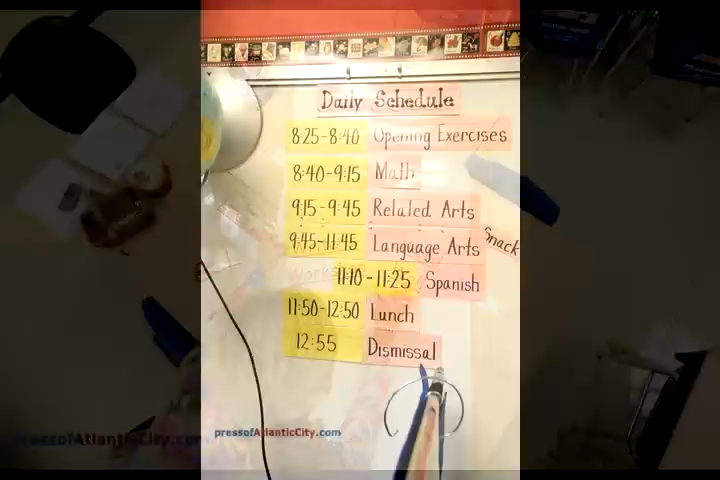 Daily Schedule
8:25-8:40 Opening Exercises
8:40-9:15 Math
9:15-9:45 Related Arts
9:45-11:45 Language Arts
Snack
11:10-11:25 Spanish
11:50-12:50 Lunch
12:55 Dismissal
pressofAtlanticCity.com pressofAtlanticCity.com